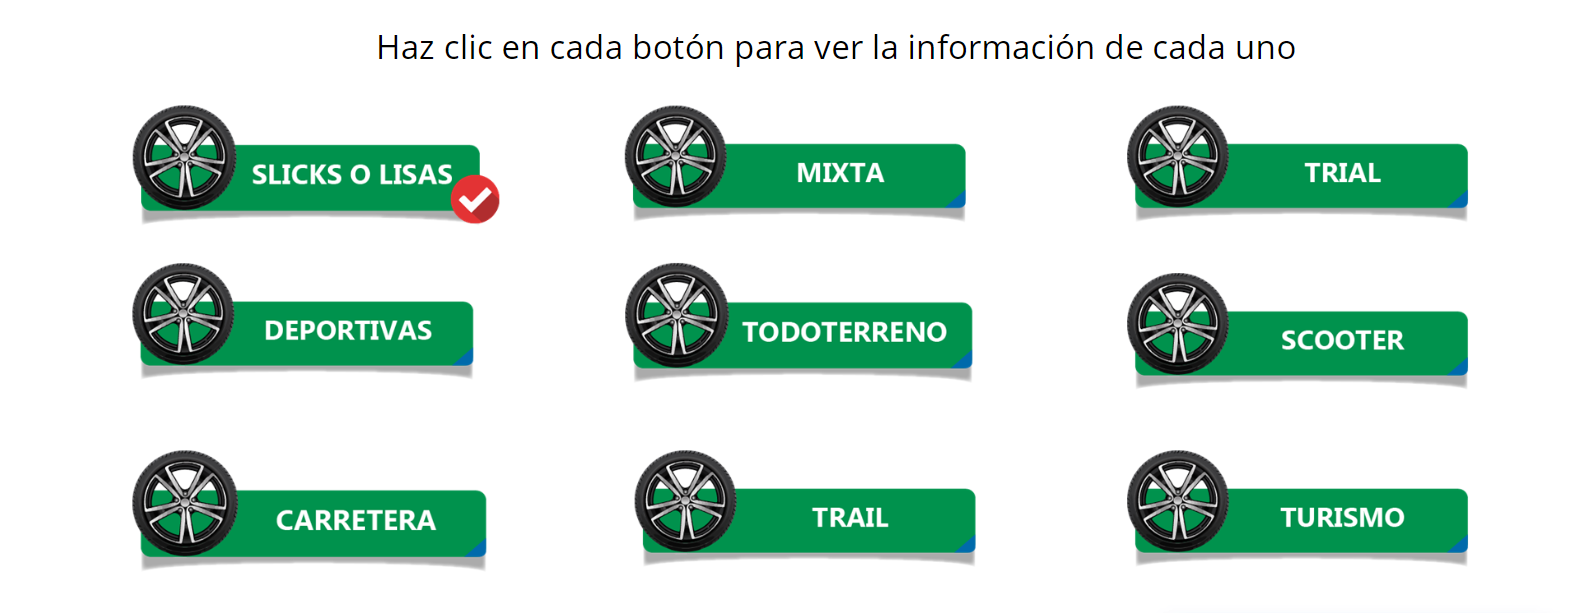 Haz clic en cada botón para ver la información de cada uno
SLICKS O LISAS
MIXTA
TRIAL
DEPORTIVAS
TODOTERRENO
SCOOTER
CARRETERA
TRAIL
TURISMO